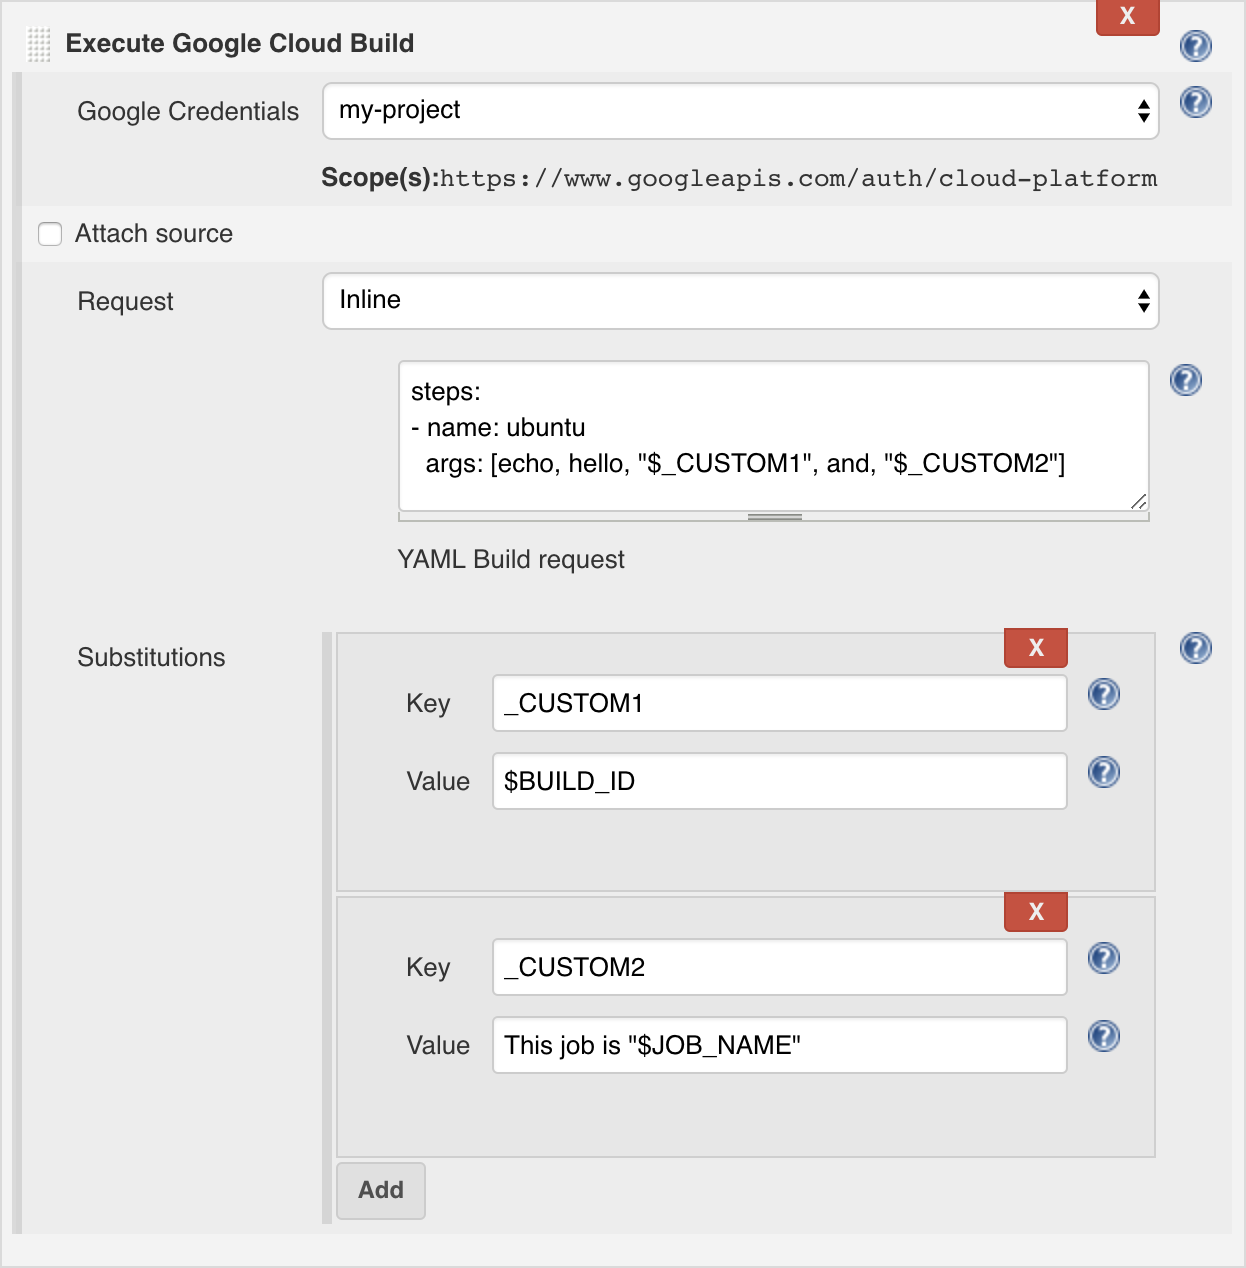 X
Execute Google Cloud Build
?
Google Credentials my-project
?
Scope(s):https://www.googleapis.com/auth/cloud-platform
Attach source
Request Inline
steps:
- name: ubuntu
  args: [echo, hello, "$_CUSTOM1", and, "$_CUSTOM2"]
?
YAML Build request
Substitutions
X
?
Key _CUSTOM1
?
Value $BUILD_ID
?
X
Key _CUSTOM2
?
Value This job is "$JOB_NAME"
?
Add